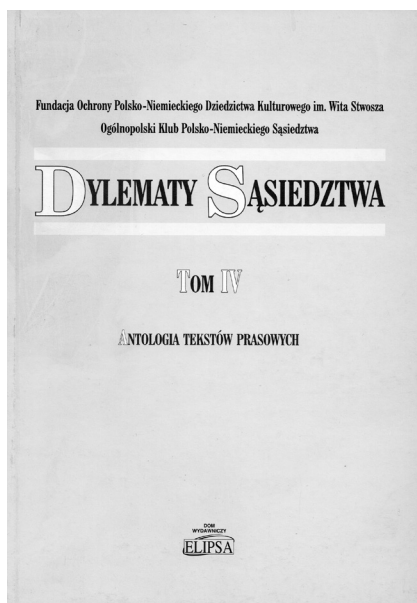 Fundacja Ochrony Polsko-Niemieckiego Dziedzictwa Kulturowego im. Wita Stwosza
Ogólnopolski Klub Polsko-Niemieckiego Sąsiedztwa
DYLEMATY SĄSIEDZTWA
TOM IV
ANTOLOGIA TEKSTÓW PRASOWYCH
DOM
WYDAWNICZY
ELIPSA